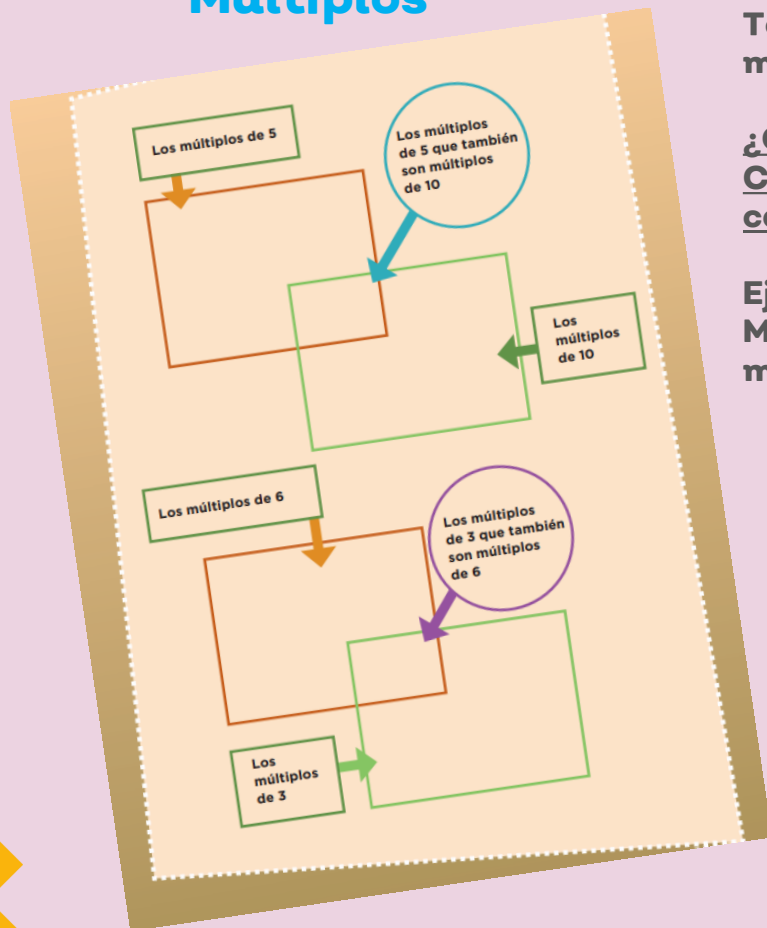 Múltiplos
Los múltiplos de 5
Los múltiplos
de 5 que también
son múltiplos
de 10
Los
múltiplos
de 10
Los múltiplos de 6
Los múltiplos
de 3 que también
son múltiplos
de 6
Los
múltiplos
de 3